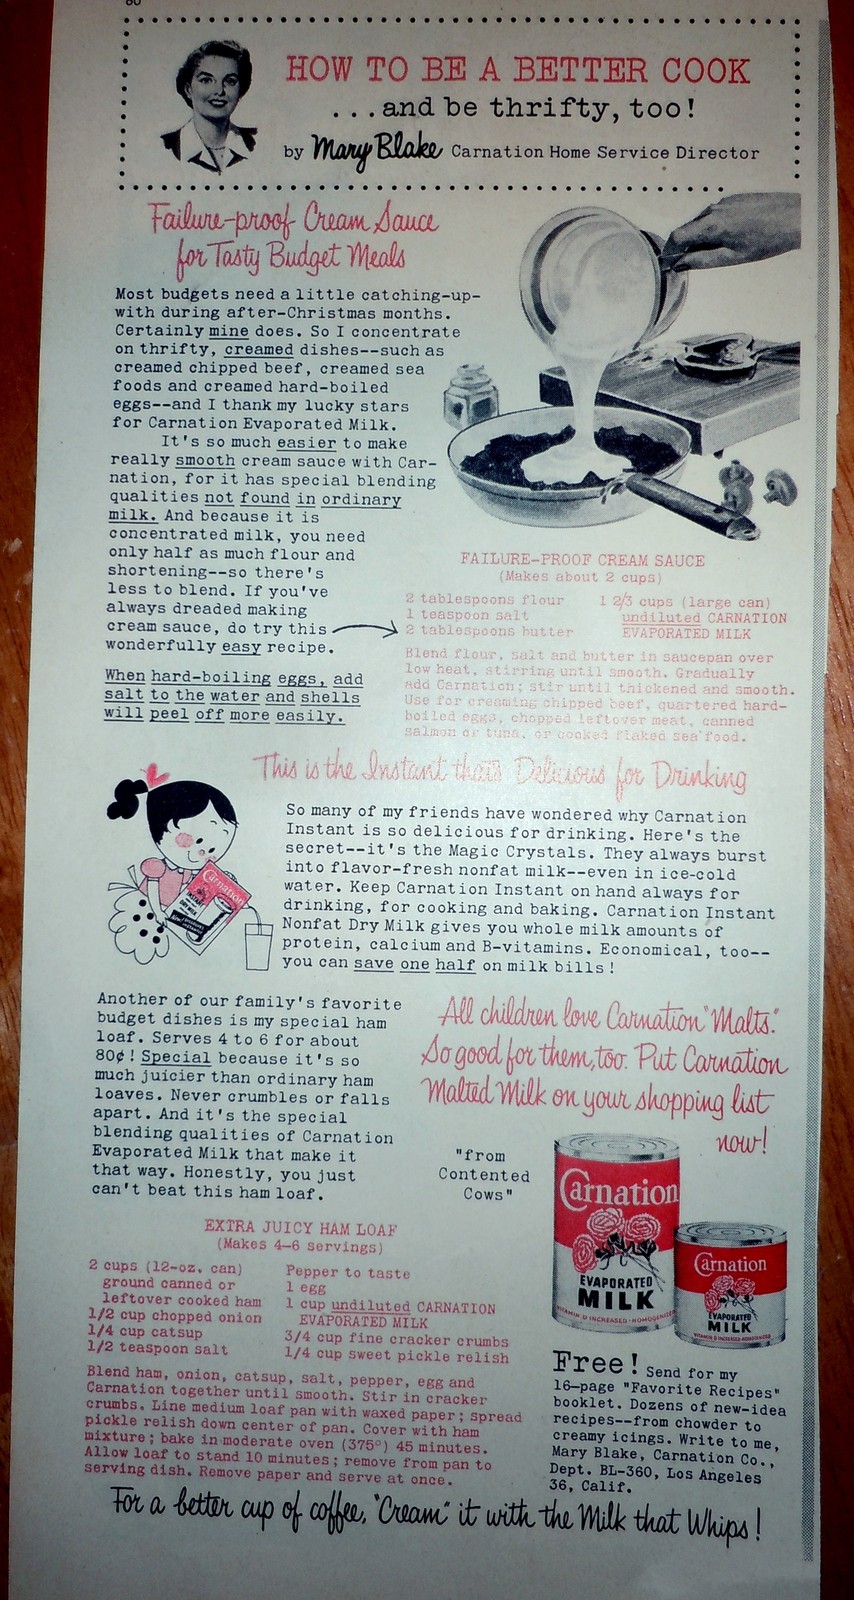 80
HOW TO BE A BETTER COOK
...and be thrifty, too!
by Mary Blake Carnation Home Service Director
Failure-proof Cream Sauce
for Tasty Budget Meals
Most budgets need a little catching-up-
with during after-Christmas months.
Certainly mine does. So I concentrate
on thrifty, creamed dishes--such as
creamed chipped beef, creamed sea
foods and creamed hard-boiled
eggs--and I thank my lucky stars
for Carnation Evaporated Milk.
It's so much easier to make
really smooth cream sauce with Car-
nation, for it has special blending
qualities not found in ordinary
milk. And because it is
concentrated milk, you need
only half as much flour and
shortening--so there's
less to blend. If you've
always dreaded making
cream sauce, do try this
wonderfully easy recipe.
When hard-boiling eggs, add
salt to the water and shells
will peel off more easily.
FAILURE-PROOF CREAM SAUCE
(Makes about 2 cups)
2 tablespoons flour
1 teaspoon salt
2 tablespoons butter
1 2/3 cups (large can)
undiluted CARNATION
EVAPORATED MILK
Blend flour, salt and butter in saucepan over
low heat, stirring until smooth. Gradually
add Carnation; stir until thickened and smooth.
Use for creaming chipped beef, quartered hard-
boiled eggs, chopped leftover meat, canned
salmon or tuna, or cooked flaked sea food.
This is the Instant that's Delicious for Drinking
So many of my friends have wondered why Carnation
Instant is so delicious for drinking. Here's the
secret--it's the Magic Crystals. They always burst
into flavor-fresh nonfat milk--even in ice-cold
water. Keep Carnation Instant on hand always for
drinking, for cooking and baking. Carnation Instant
Nonfat Dry Milk gives you whole milk amounts of
protein, calcium and B-vitamins. Economical, too--
you can save one half on milk bills!
Carnation
INSTANT
Another of our family's favorite
budget dishes is my special ham
loaf. Serves 4 to 6 for about
80¢! Special because it's so
much juicier than ordinary ham
loaves. Never crumbles or falls
apart. And it's the special
blending qualities of Carnation
Evaporated Milk that make it
that way. Honestly, you just
can't beat this ham loaf.
All children love Carnation "Malts."
So good for them, too. Put Carnation
Malted Milk on your shopping list
now!
"from
Contented
Cows"
Carnation
EVAPORATED
MILK
VITAMIN D INCREASED-HOMOGENIZED
Carnation
EVAPORATED
MILK
VITAMIN D INCREASED-HOMOGENIZED
EXTRA JUICY HAM LOAF
(Makes 4-6 servings)
2 cups (12-oz. can)
ground canned or
leftover cooked ham
1/2 cup chopped onion
1/4 cup catsup
1/2 teaspoon salt
Pepper to taste
1 egg
1 cup undiluted CARNATION
EVAPORATED MILK
3/4 cup fine cracker crumbs
1/4 cup sweet pickle relish
Blend ham, onion, catsup, salt, pepper, egg and
Carnation together until smooth. Stir in cracker
crumbs. Line medium loaf pan with waxed paper; spread
pickle relish down center of pan. Cover with ham
mixture; bake in moderate oven (375°) 45 minutes.
Allow loaf to stand 10 minutes; remove from pan to
serving dish. Remove paper and serve at once.
Free! Send for my
16-page "Favorite Recipes"
booklet. Dozens of new-idea
recipes--from chowder to
creamy icings. Write to me,
Mary Blake, Carnation Co.,
Dept. BL-360, Los Angeles
36, Calif.
For a better cup of coffee, "Cream" it with the Milk that Whips!